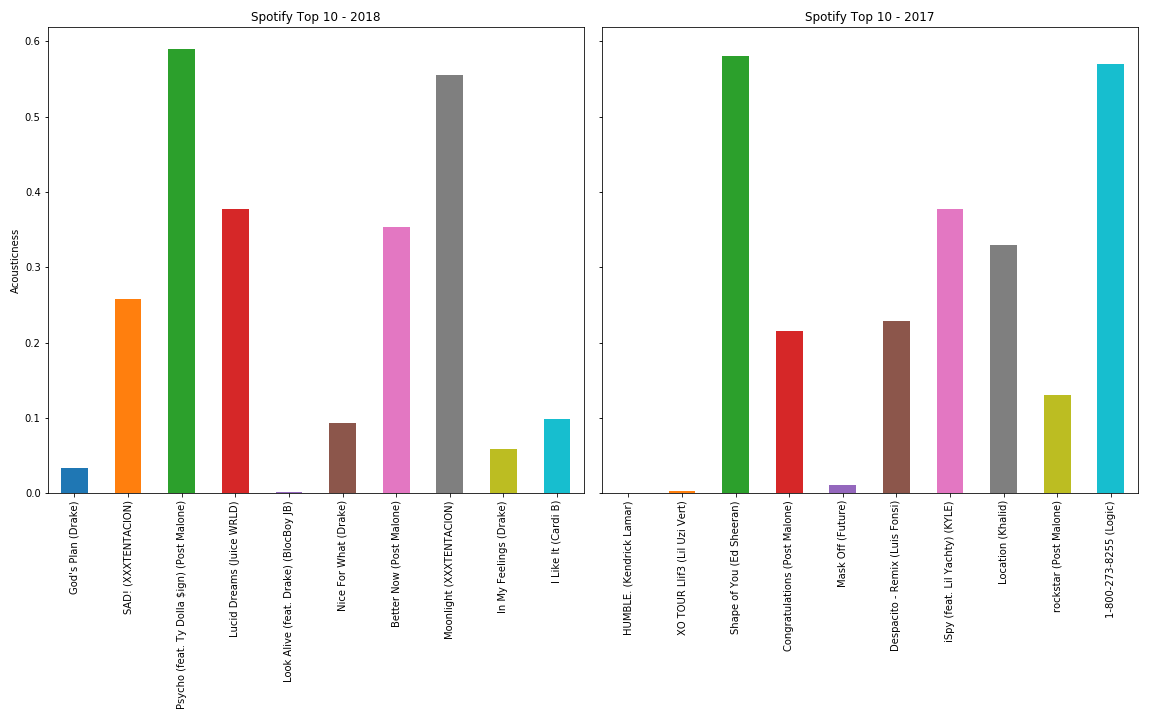 Spotify Top 10 - 2018
Acousticness
0.6
0.5
0.4
0.3
0.2
0.1
0.0
God's Plan (Drake)
SAD! (XXXTENTACION)
Psycho (feat. Ty Dolla $ign) (Post Malone)
Lucid Dreams (Juice WRLD)
Look Alive (feat. Drake) (BlocBoy JB)
Nice For What (Drake)
Better Now (Post Malone)
Moonlight (XXXTENTACION)
In My Feelings (Drake)
I Like It (Cardi B)
Spotify Top 10 - 2017
HUMBLE. (Kendrick Lamar)
XO TOUR Llif3 (Lil Uzi Vert)
Shape of You (Ed Sheeran)
Congratulations (Post Malone)
Mask Off (Future)
Despacito - Remix (Luis Fonsi)
iSpy (feat. Lil Yachty) (KYLE)
Location (Khalid)
rockstar (Post Malone)
1-800-273-8255 (Logic)